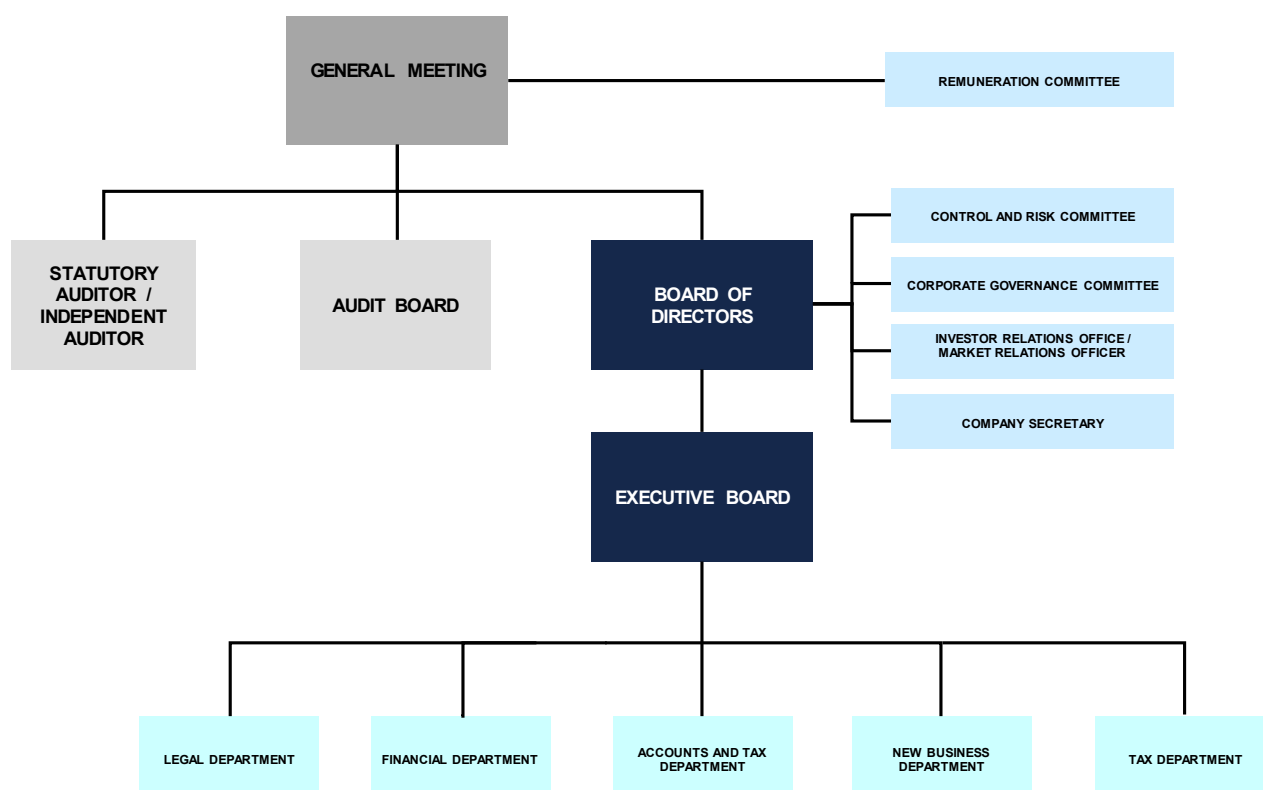 GENERAL MEETING
REMUNERATION COMMITTEE
CONTROL AND RISK COMMITTEE
STATUTORY
AUDITOR /
INDEPENDENT
AUDITOR
AUDIT BOARD
BOARD OF
DIRECTORS
CORPORATE GOVERNANCE COMMITTEE
INVESTOR RELATIONS OFFICE /
MARKET RELATIONS OFFICER
COMPANY SECRETARY
EXECUTIVE BOARD
LEGAL DEPARTMENT
FINANCIAL DEPARTMENT
ACCOUNTS AND TAX
DEPARTMENT
NEW BUSINESS
DEPARTMENT
TAX DEPARTMENT